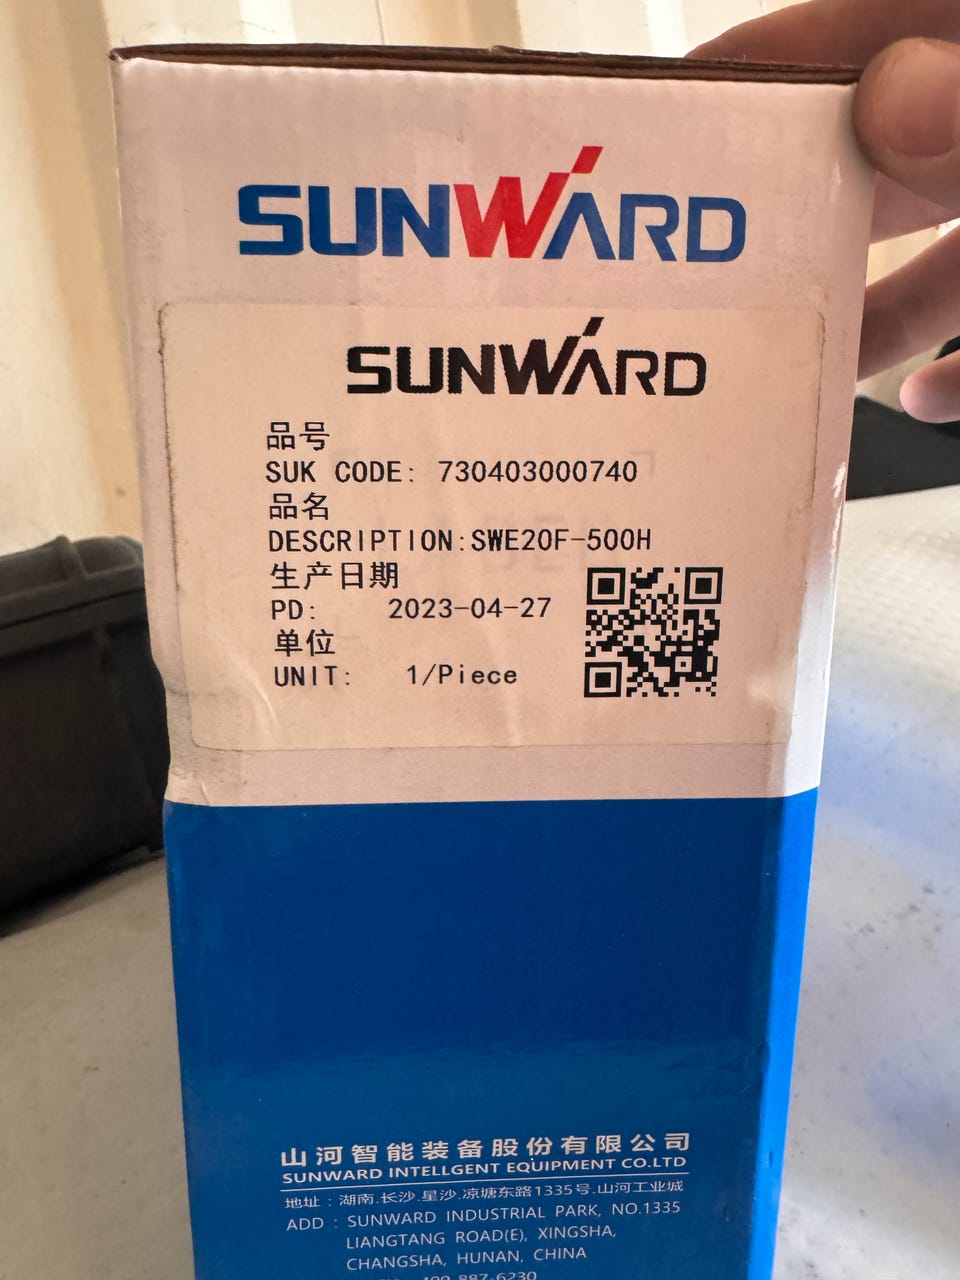 SUNWARD
SUNWARD
品号
SUK CODE: 730403000740
品名
DESCRIPTION:SWE20F-500H
生产日期
PD: 2023-04-27
单位
UNIT: 1/Piece
山河智能装备股份有限公司
SUNWARD INTELLGENT EQUIPMENT CO.LTD
地址：湖南.长沙.星沙.凉塘东路1335号.山河工业城
ADD : SUNWARD INDUSTRIAL PARK, NO.1335
LIANGTANG ROAD(E), XINGSHA,
CHANGSHA, HUNAN, CHINA
400-887-6230